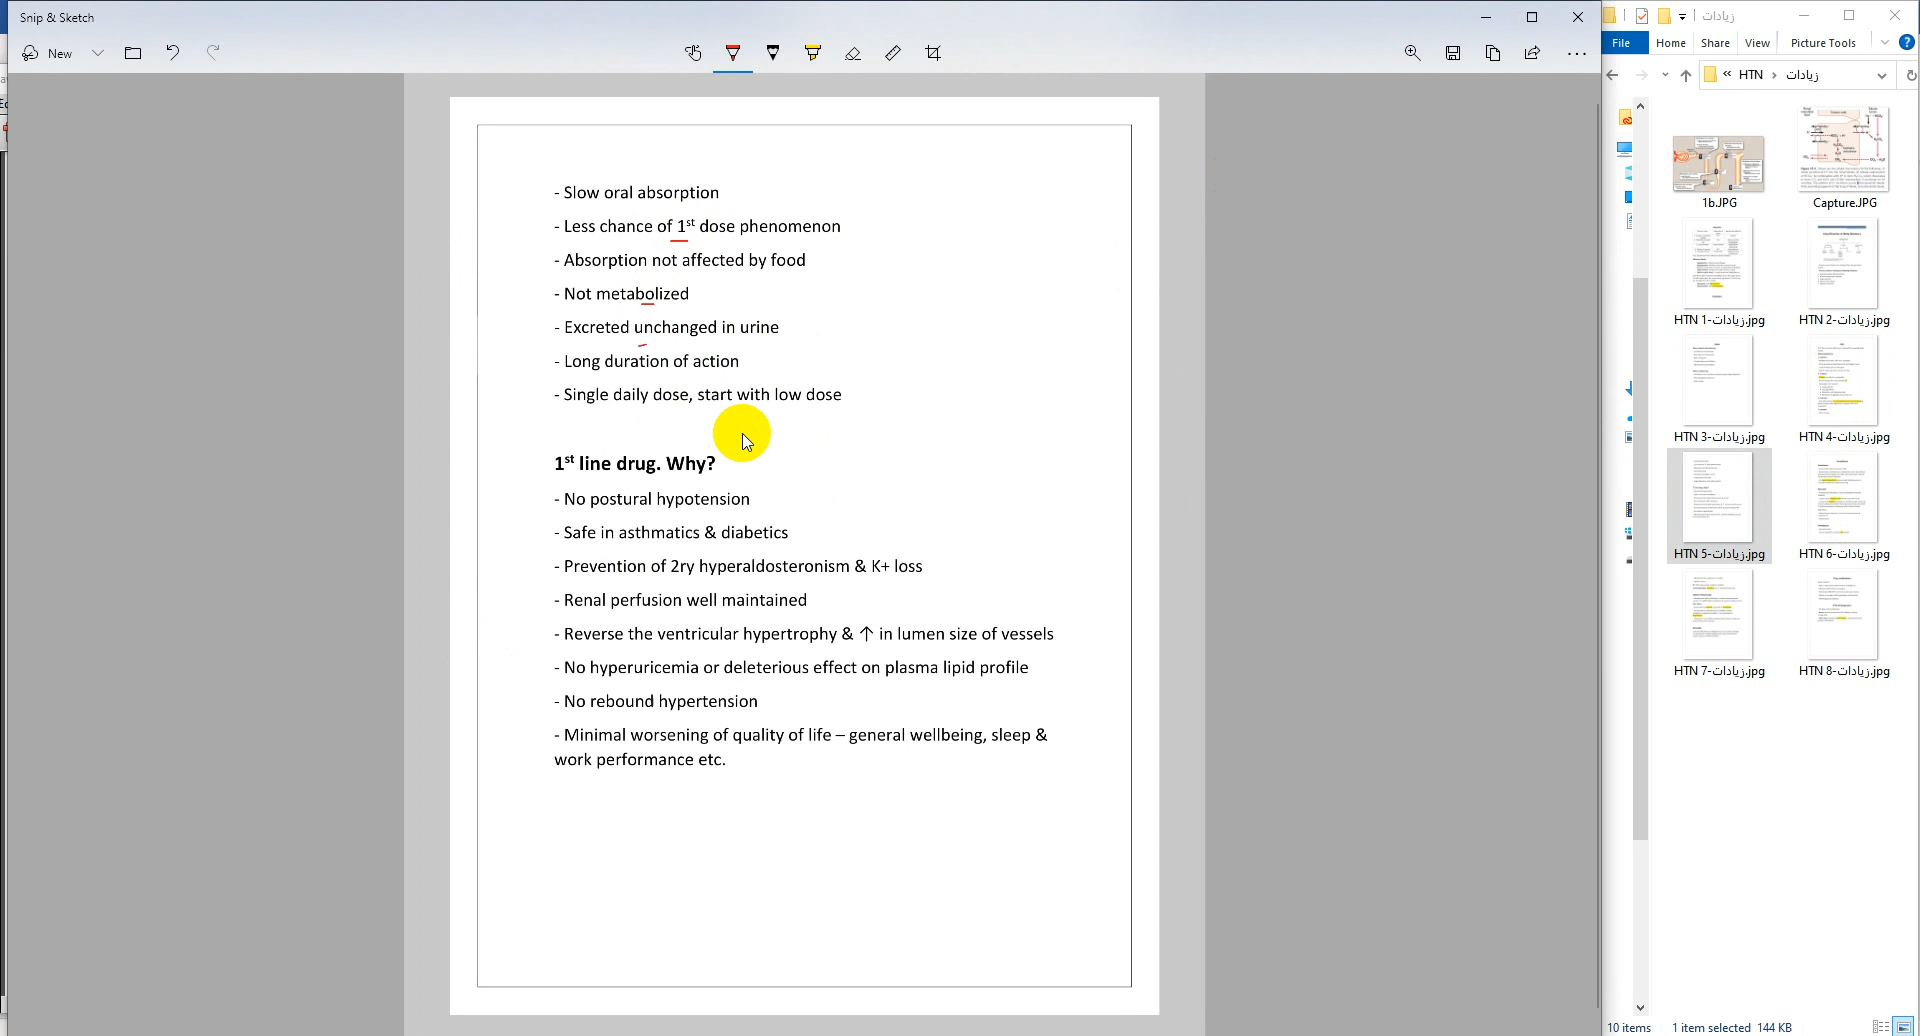 Snip & Sketch
New
- Slow oral absorption
- Less chance of 1st dose phenomenon
- Absorption not affected by food
- Not metabolized
- Excreted unchanged in urine
- Long duration of action
- Single daily dose, start with low dose
1st line drug. Why?
- No postural hypotension
- Safe in asthmatics & diabetics
- Prevention of 2ry hyperaldosteronism & K+ loss
- Renal perfusion well maintained
- Reverse the ventricular hypertrophy & ↑ in lumen size of vessels
- No hyperuricemia or deleterious effect on plasma lipid profile
- No rebound hypertension
- Minimal worsening of quality of life – general wellbeing, sleep &
work performance etc.
زيادات
File Home Share View Picture Tools
« HTN › زيادات
1b.JPG Capture.JPG
HTN 1-زيادات.jpg HTN 2-زيادات.jpg
HTN 3-زيادات.jpg HTN 4-زيادات.jpg
HTN 5-زيادات.jpg HTN 6-زيادات.jpg
HTN 7-زيادات.jpg HTN 8-زيادات.jpg
10 items 1 item selected 144 KB